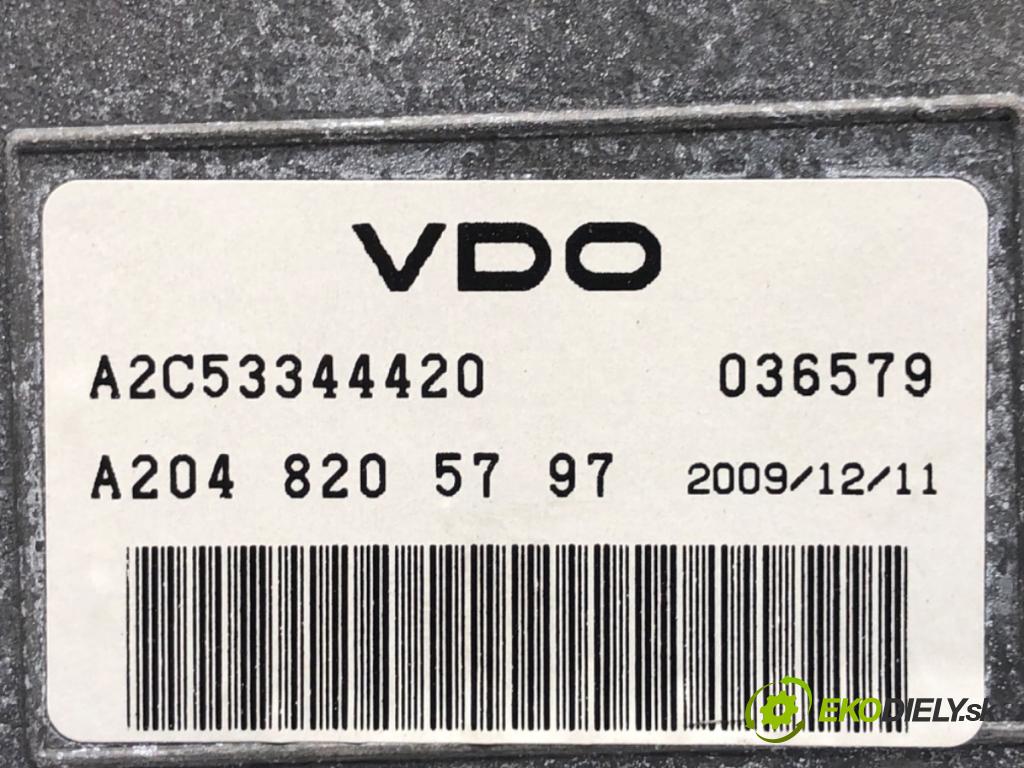 VDO
A2C53344420 036579
A204 820 57 97 2009/12/11
EKODIELY.sk